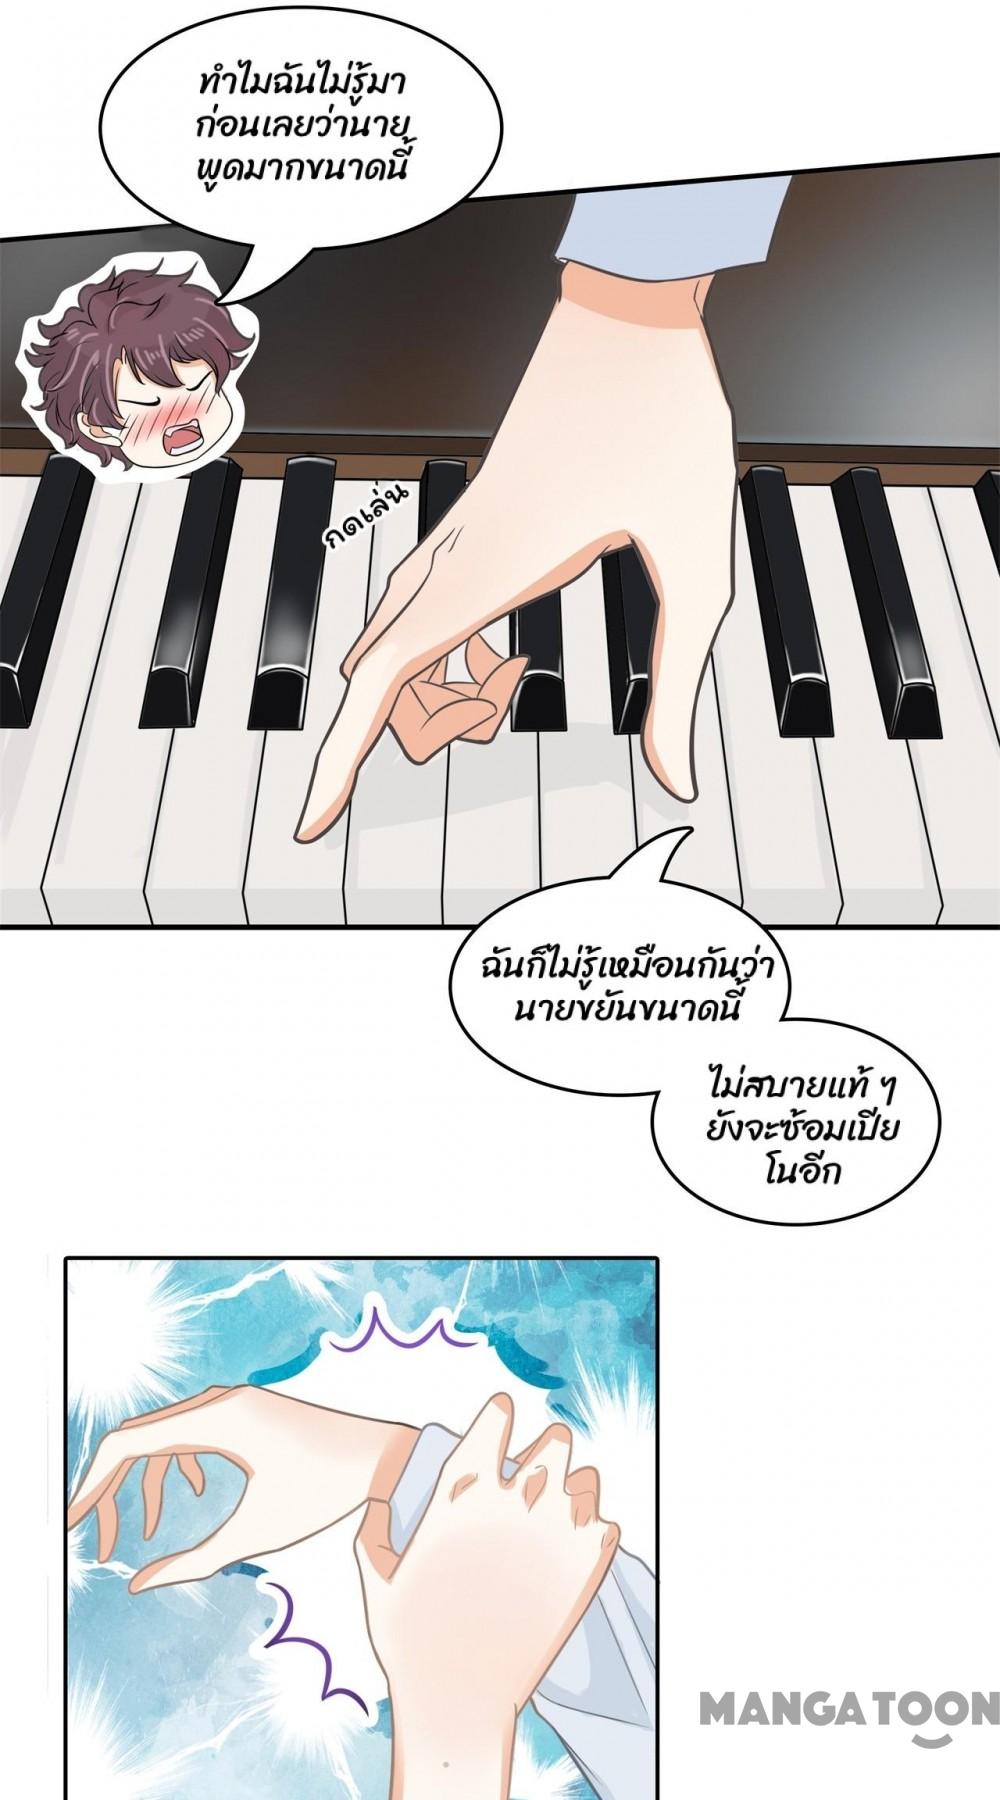 ทำไมฉันไม่รู้มา
ก่อนเลยว่านาย
พูดมากขนาดนี้
กดเล่น
ฉันก็ไม่รู้เหมือนกันว่า
นายขยันขนาดนี้
ไม่สบายแท้ ๆ
ยังจะซ้อมเปีย
โนอีก
MANGATOON